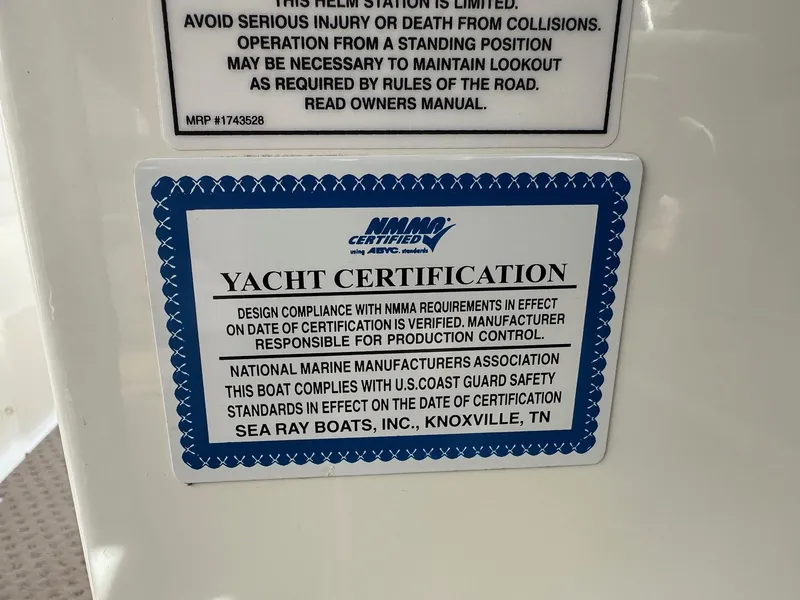 THIS HELM STATION IS LIMITED.
AVOID SERIOUS INJURY OR DEATH FROM COLLISIONS.
OPERATION FROM A STANDING POSITION
MAY BE NECESSARY TO MAINTAIN LOOKOUT
AS REQUIRED BY RULES OF THE ROAD.
READ OWNERS MANUAL.
MRP #1743528
NMMA®
CERTIFIED
using ABYC. standards
YACHT CERTIFICATION
DESIGN COMPLIANCE WITH NMMA REQUIREMENTS IN EFFECT
ON DATE OF CERTIFICATION IS VERIFIED. MANUFACTURER
RESPONSIBLE FOR PRODUCTION CONTROL.
NATIONAL MARINE MANUFACTURERS ASSOCIATION
THIS BOAT COMPLIES WITH U.S.COAST GUARD SAFETY
STANDARDS IN EFFECT ON THE DATE OF CERTIFICATION
SEA RAY BOATS, INC., KNOXVILLE, TN